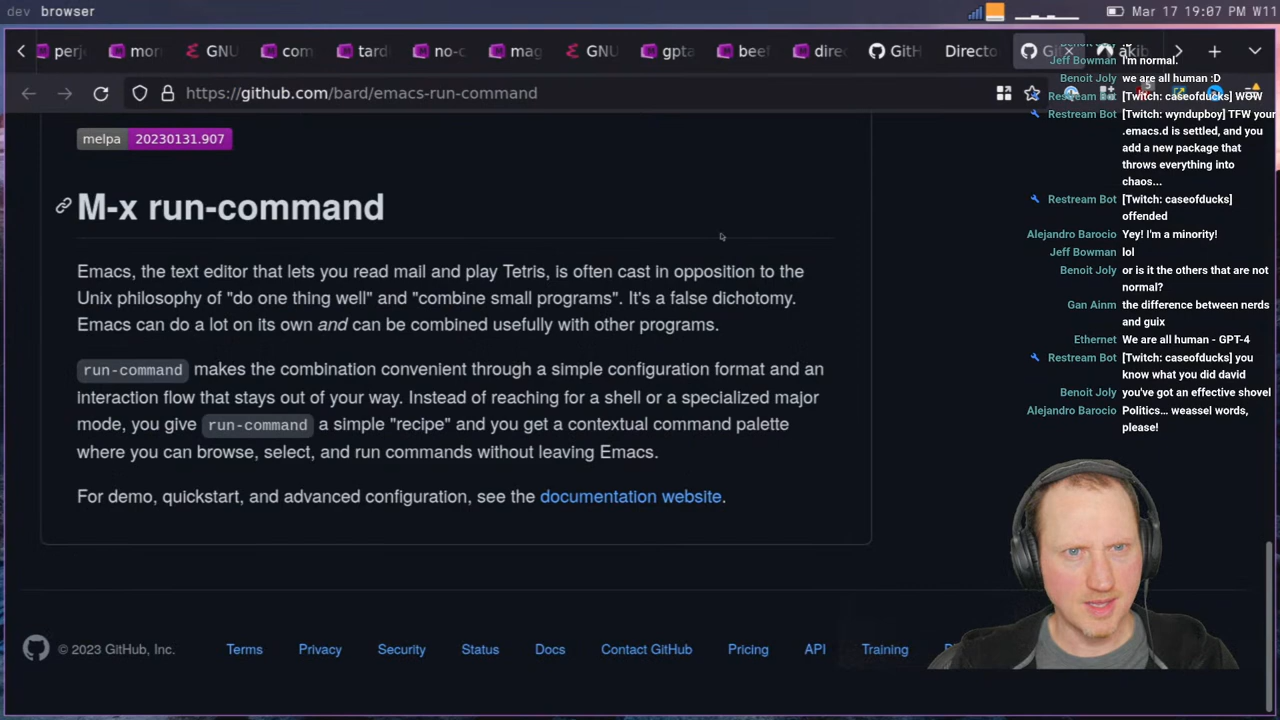 dev browser
Mar 17 19:07 PM W11
perj
mor
GNU
com
tard
no-c
mag
GNU
gpta
beef
direc
GitH
Directo
Gi
akib
https://github.com/bard/emacs-run-command
melpa 20230131.907
M-x run-command
Emacs, the text editor that lets you read mail and play Tetris, is often cast in opposition to the
Unix philosophy of "do one thing well" and "combine small programs". It's a false dichotomy.
Emacs can do a lot on its own and can be combined usefully with other programs.
run-command makes the combination convenient through a simple configuration format and an
interaction flow that stays out of your way. Instead of reaching for a shell or a specialized major
mode, you give run-command a simple "recipe" and you get a contextual command palette
where you can browse, select, and run commands without leaving Emacs.
For demo, quickstart, and advanced configuration, see the documentation website.
© 2023 GitHub, Inc. Terms Privacy Security Status Docs Contact GitHub Pricing API Training
Benoit Joly :D
Jeff Bowman I'm normal.
Benoit Joly we are all human :D
Restream Bot [Twitch: caseofducks] WOW
Restream Bot [Twitch: wyndupboy] TFW your
.emacs.d is settled, and you
add a new package that
throws everything into
chaos...
Restream Bot [Twitch: caseofducks]
offended
Alejandro Barocio Yey! I'm a minority!
Jeff Bowman lol
Benoit Joly or is it the others that are not
normal?
Gan Ainm the difference between nerds
and guix
Ethernet We are all human - GPT-4
Restream Bot [Twitch: caseofducks] you
know what you did david
Benoit Joly you've got an effective shovel
Alejandro Barocio Politics... weassel words,
please!